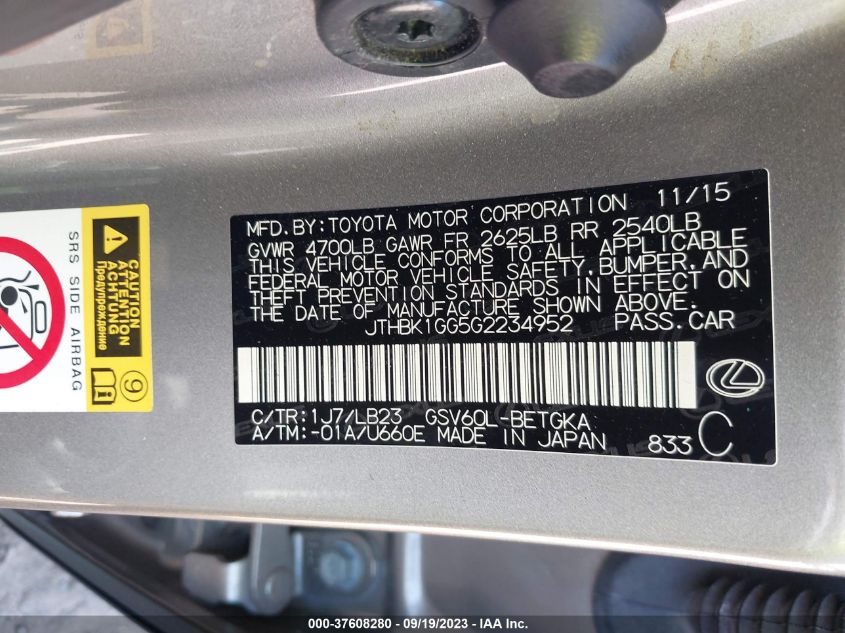 MFD.BY:TOYOTA MOTOR CORPORATION 11/15
GVWR 4700LB GAWR FR 2625LB RR 2540LB
THIS VEHICLE CONFORMS TO ALL APPLICABLE
FEDERAL MOTOR VEHICLE SAFETY,BUMPER,AND
THEFT PREVENTION STANDARDS IN EFFECT ON
THE DATE OF MANUFACTURE SHOWN ABOVE.
JTHBK1GG5G2234952 PASS.CAR
C/TR:1J7/LB23 GSV60L-BETGKA
A/TM:-01A/U660E MADE IN JAPAN 833 C
SRS SIDE AIRBAG
CAUTION
ATTENTION
ACHTUNG
Предупреждение
9
000-37608280 - 09/19/2023 - IAA Inc.